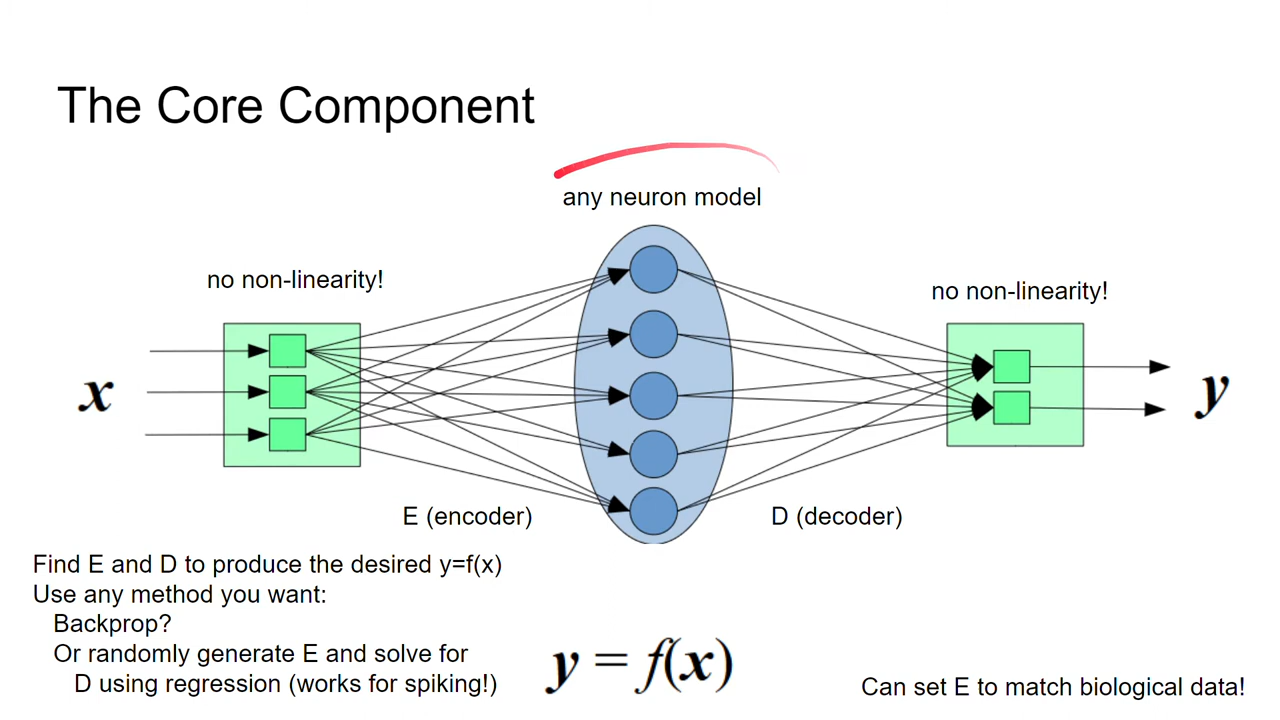 The Core Component
any neuron model
no non-linearity!
no non-linearity!
x
y
E (encoder)
D (decoder)
Find E and D to produce the desired y=f(x)
Use any method you want:
Backprop?
Or randomly generate E and solve for
D using regression (works for spiking!)
y = f(x)
Can set E to match biological data!